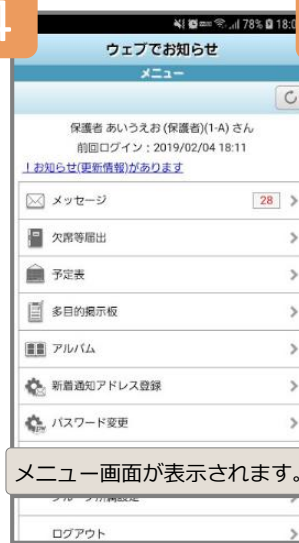 4
78% 18:0
ウェブでお知らせ
メニュー
保護者 あいうえお (保護者)(1-A) さん
前回ログイン：2019/02/04 18:11
！お知らせ(更新情報)があります
メッセージ 28
欠席等届出
予定表
多目的掲示板
アルバム
新着通知アドレス登録
パスワード変更
メニュー画面が表示されます。
ログアウト